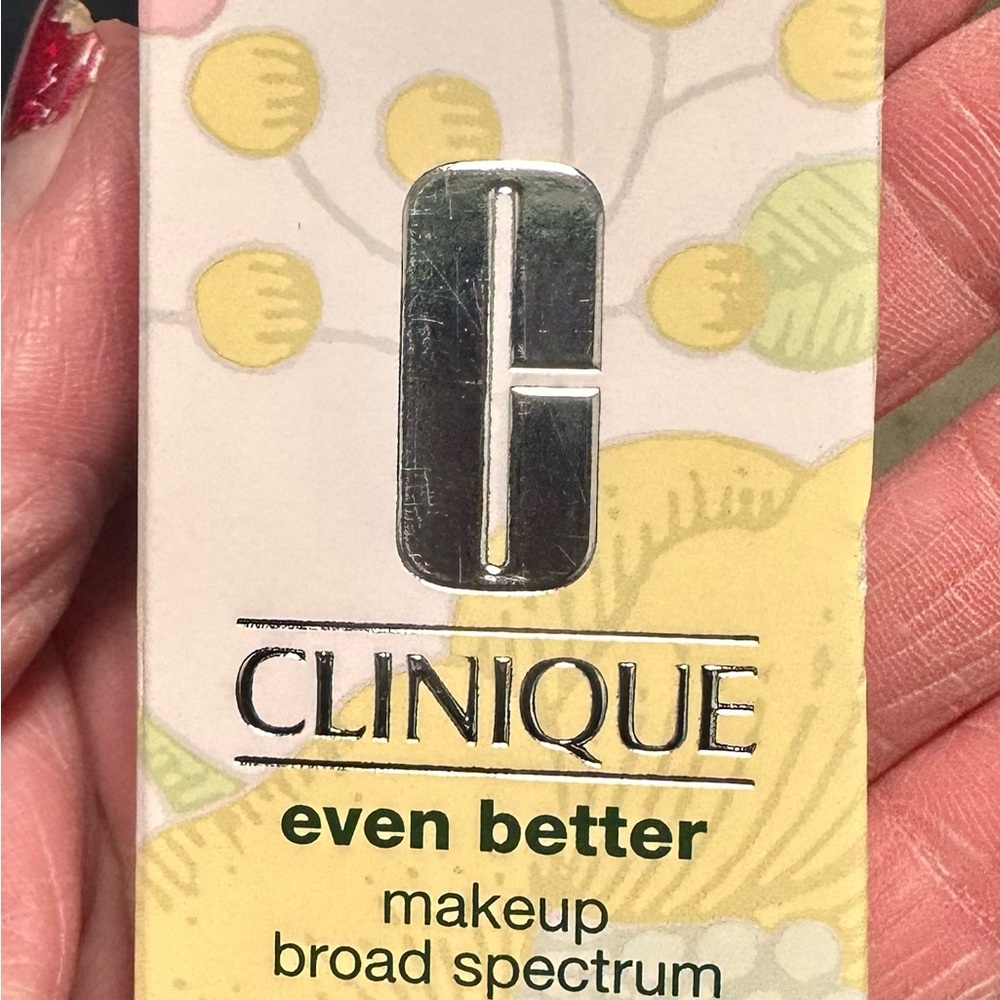 CLINIQUE
even better
makeup
broad spectrum